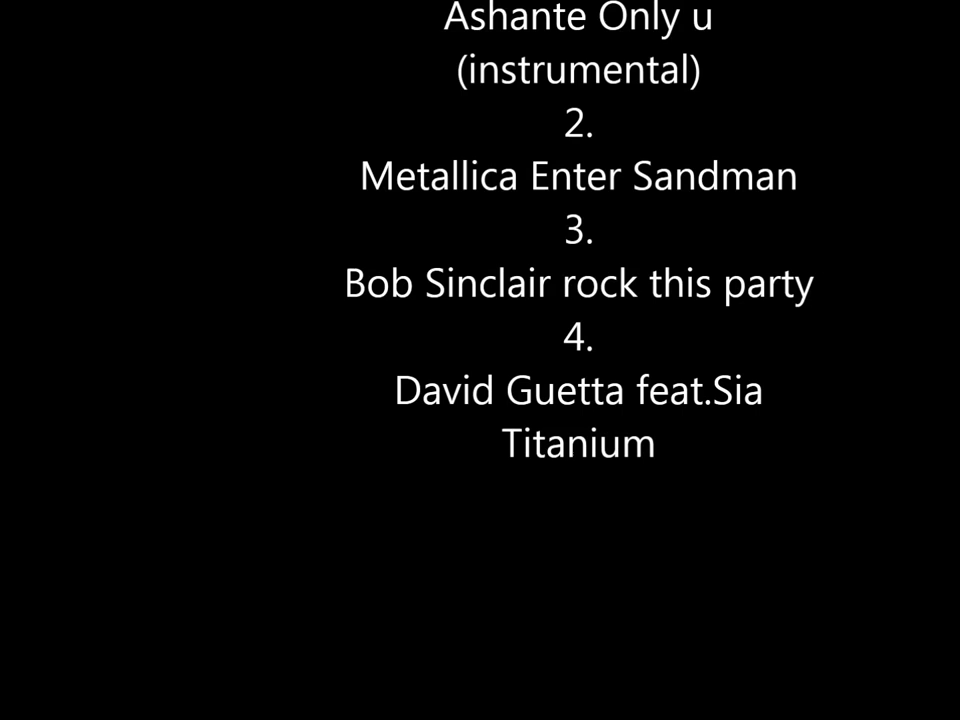 Ashante Only u
(instrumental)
2.
Metallica Enter Sandman
3.
Bob Sinclair rock this party
4.
David Guetta feat.Sia
Titanium